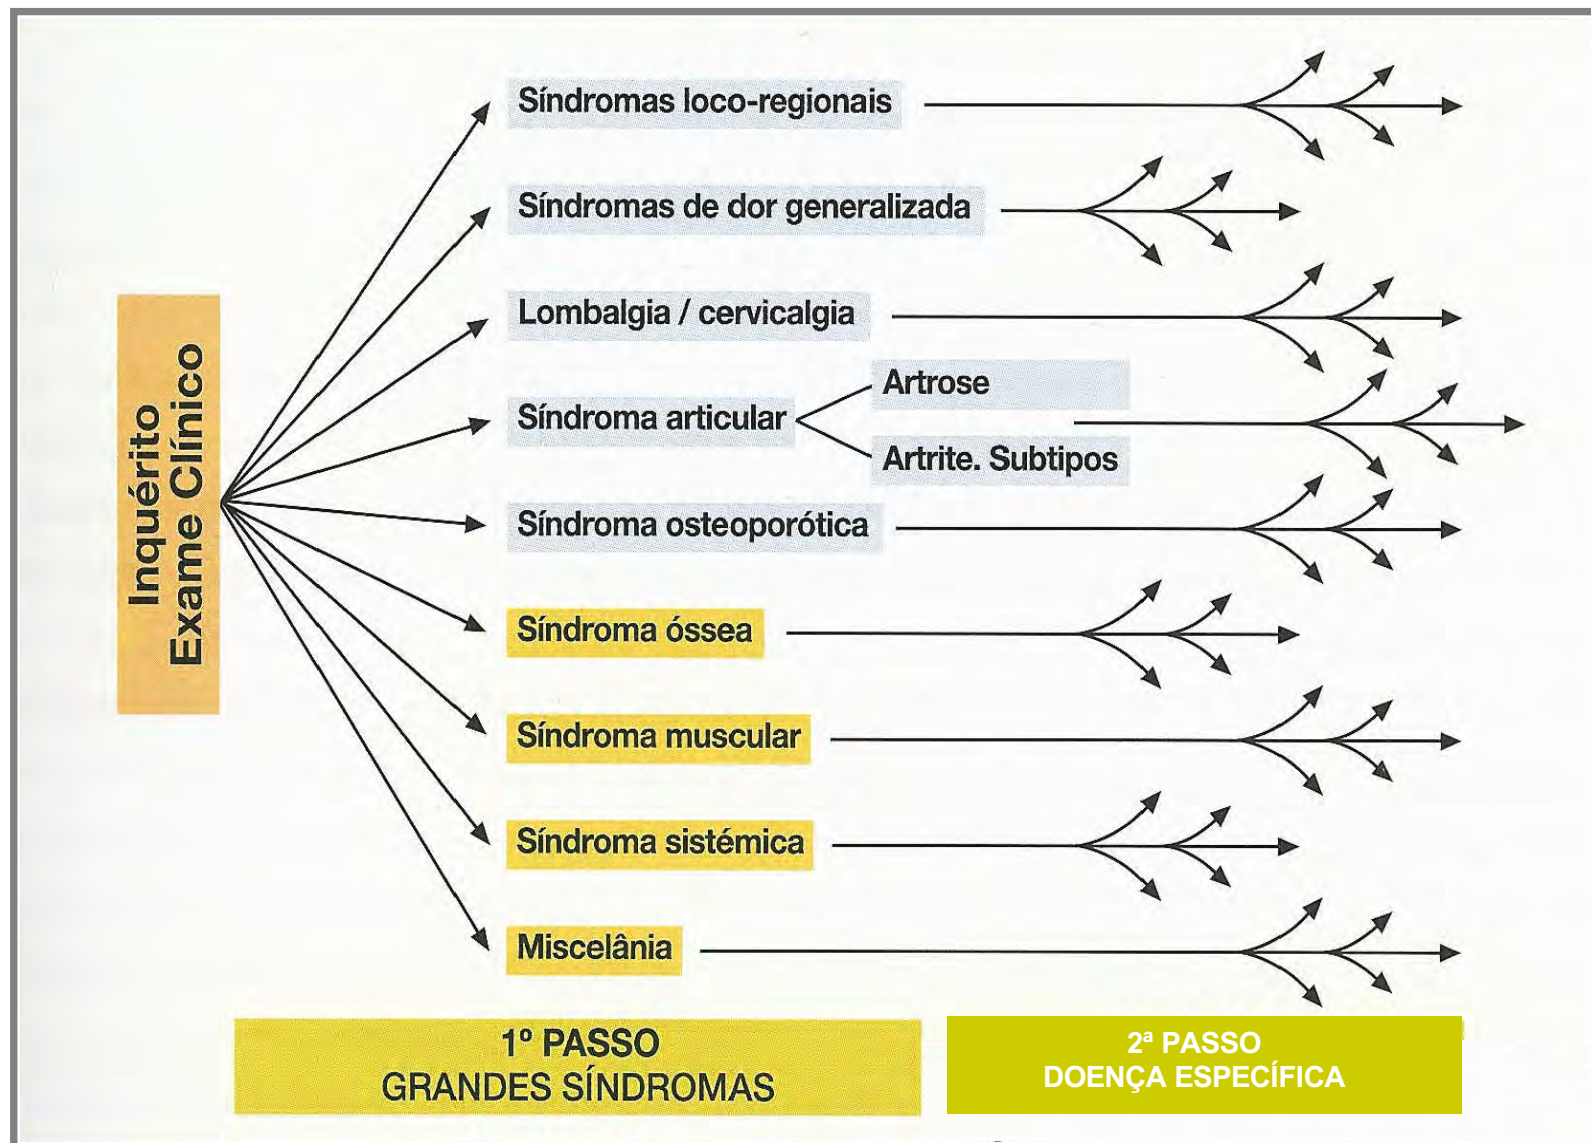 Inquérito
Exame Clínico
Síndromas loco-regionais
Síndromas de dor generalizada
Lombalgia / cervicalgia
Síndroma articular
Artrose
Artrite. Subtipos
Síndroma osteoporótica
Síndroma óssea
Síndroma muscular
Síndroma sistémica
Miscelânia
1º PASSO
GRANDES SÍNDROMAS
2ª PASSO
DOENÇA ESPECÍFICA